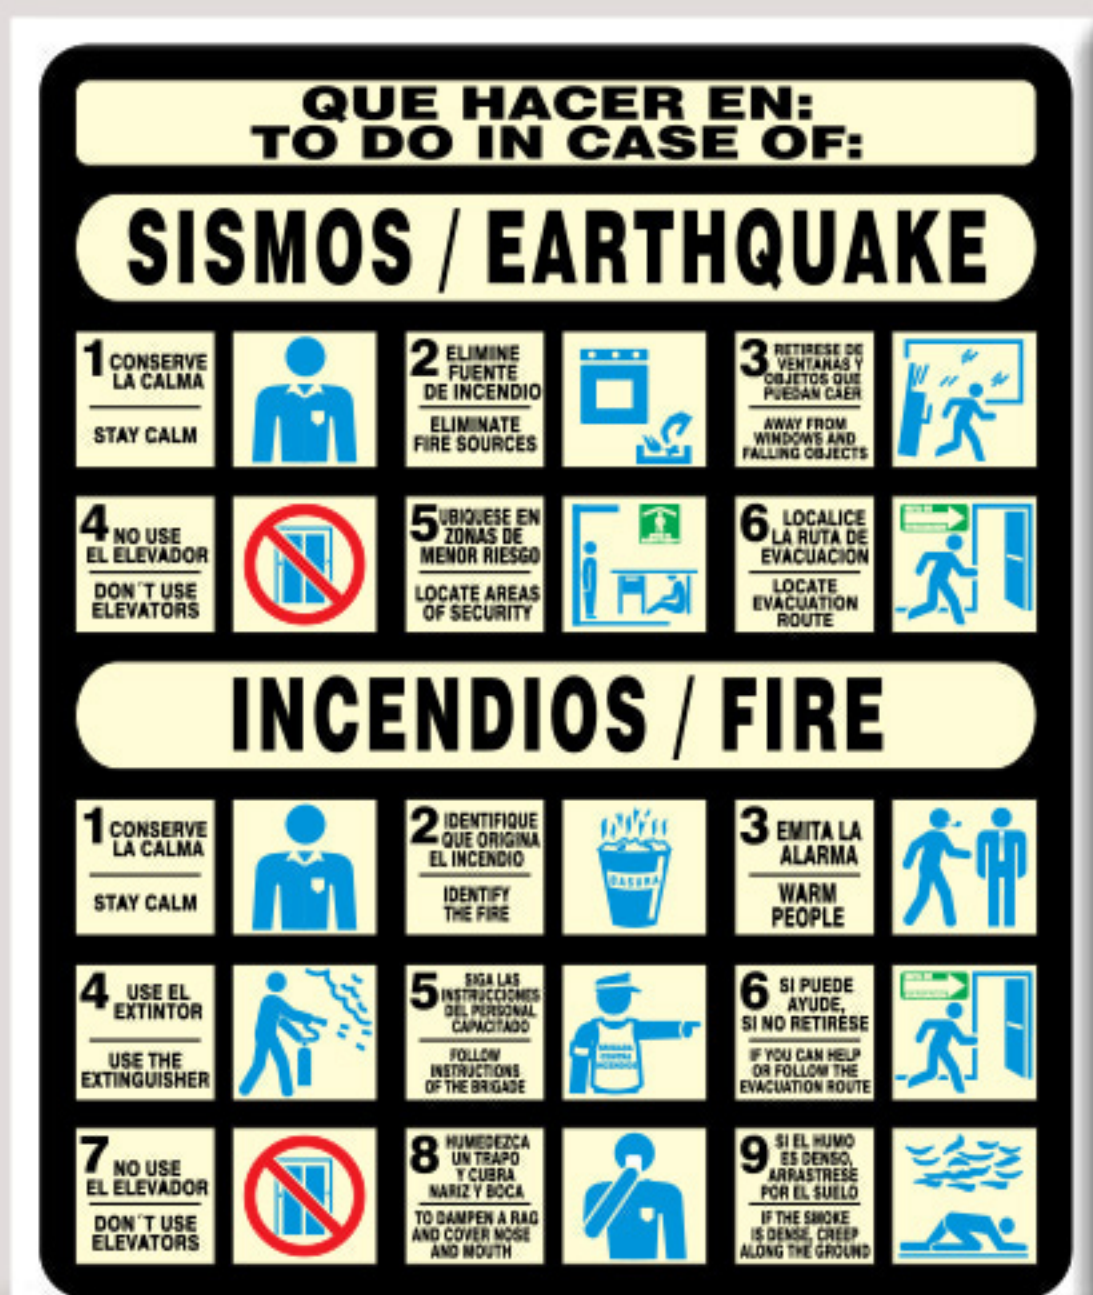 QUE HACER EN:
TO DO IN CASE OF:
SISMOS / EARTHQUAKE
1 CONSERVE
LA CALMA
STAY CALM
2 ELIMINE
FUENTE
DE INCENDIO
ELIMINATE
FIRE SOURCES
3 RETIRESE DE
VENTANAS Y
OBJETOS QUE
PUEDAN CAER
AWAY FROM
WINDOWS AND
FALLING OBJECTS
4 NO USE
EL ELEVADOR
DON´T USE
ELEVATORS
5 UBIQUESE EN
ZONAS DE
MENOR RIESGO
LOCATE AREAS
OF SECURITY
6 LOCALICE
LA RUTA DE
EVACUACION
LOCATE
EVACUATION
ROUTE
INCENDIOS / FIRE
1 CONSERVE
LA CALMA
STAY CALM
2 IDENTIFIQUE
QUE ORIGINA
EL INCENDIO
IDENTIFY
THE FIRE
BASURA
3 EMITA LA
ALARMA
WARM
PEOPLE
4 USE EL
EXTINTOR
USE THE
EXTINGUISHER
5 SIGA LAS
INSTRUCCIONES
DEL PERSONAL
CAPACITADO
FOLLOW
INSTRUCTIONS
OF THE BRIGADE
BRIGADA
CONTRA
INCENDIOS
6 SI PUEDE
AYUDE,
SI NO RETIRESE
IF YOU CAN HELP
OR FOLLOW THE
EVACUATION ROUTE
7 NO USE
EL ELEVADOR
DON´T USE
ELEVATORS
8 HUMEDEZCA
UN TRAPO
Y CUBRA
NARIZ Y BOCA
TO DAMPEN A RAG
AND COVER NOSE
AND MOUTH
9 SI EL HUMO
ES DENSO,
ARRASTRESE
POR EL SUELO
IF THE SMOKE
IS DENSE, CREEP
ALONG THE GROUND